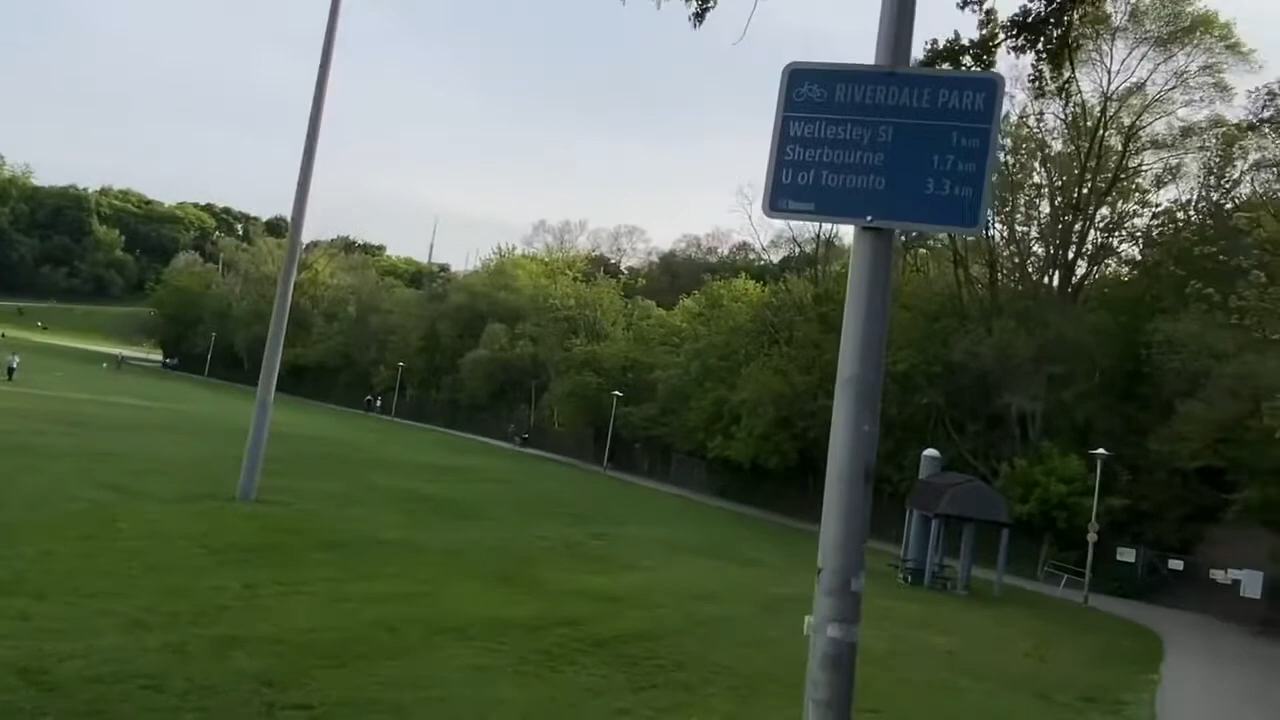 RIVERDALE PARK
Wellesley St 1 km
Sherbourne 1.7 km
U of Toronto 3.3 km